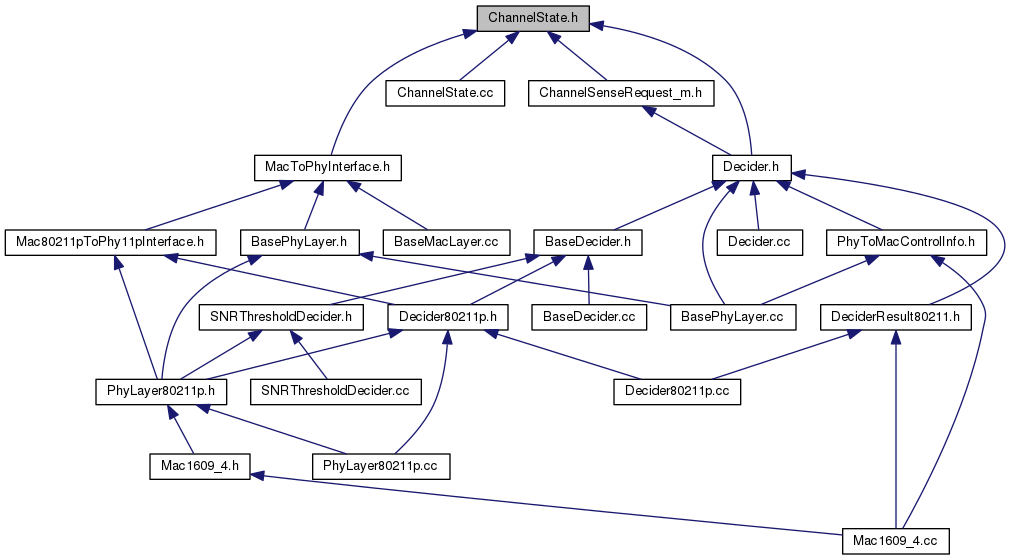 ChannelState.h
ChannelState.cc
ChannelSenseRequest_m.h
MacToPhyInterface.h
Decider.h
Mac80211pToPhy11pInterface.h
BasePhyLayer.h
BaseMacLayer.cc
BaseDecider.h
Decider.cc
PhyToMacControlInfo.h
SNRThresholdDecider.h
Decider80211p.h
BaseDecider.cc
BasePhyLayer.cc
DeciderResult80211.h
PhyLayer80211p.h
SNRThresholdDecider.cc
Decider80211p.cc
Mac1609_4.h
PhyLayer80211p.cc
Mac1609_4.cc